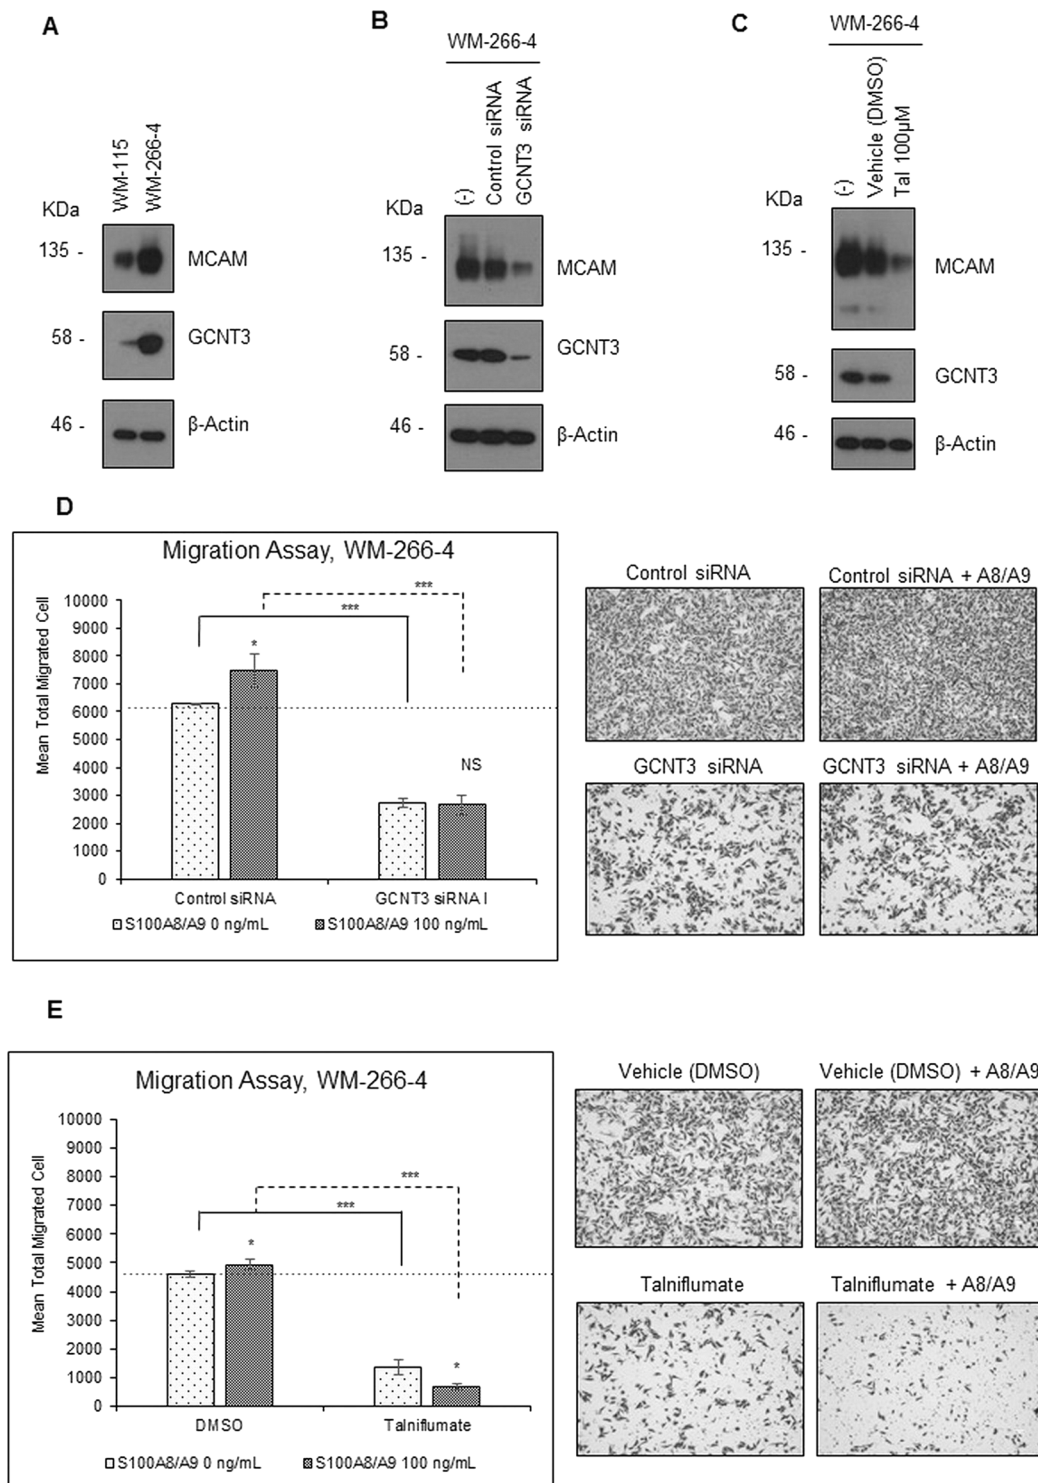 A
WM-115
WM-266-4
KDa
135 -
MCAM
58 -
GCNT3
46 -
β-Actin
B
WM-266-4
(-)
Control siRNA
GCNT3 siRNA
KDa
135 -
MCAM
58 -
GCNT3
46 -
β-Actin
C
WM-266-4
(-)
Vehicle (DMSO)
Tal 100µM
KDa
135 -
MCAM
58 -
GCNT3
46 -
β-Actin
D
Migration Assay, WM-266-4
Mean Total Migrated Cell
10000
9000
8000
7000
6000
5000
4000
3000
2000
1000
0
***
***
*
NS
Control siRNA
GCNT3 siRNA I
S100A8/A9 0 ng/mL
S100A8/A9 100 ng/mL
Control siRNA
Control siRNA + A8/A9
GCNT3 siRNA
GCNT3 siRNA + A8/A9
E
Migration Assay, WM-266-4
Mean Total Migrated Cell
10000
9000
8000
7000
6000
5000
4000
3000
2000
1000
0
***
***
*
*
DMSO
Talniflumate
S100A8/A9 0 ng/mL
S100A8/A9 100 ng/mL
Vehicle (DMSO)
Vehicle (DMSO) + A8/A9
Talniflumate
Talniflumate + A8/A9